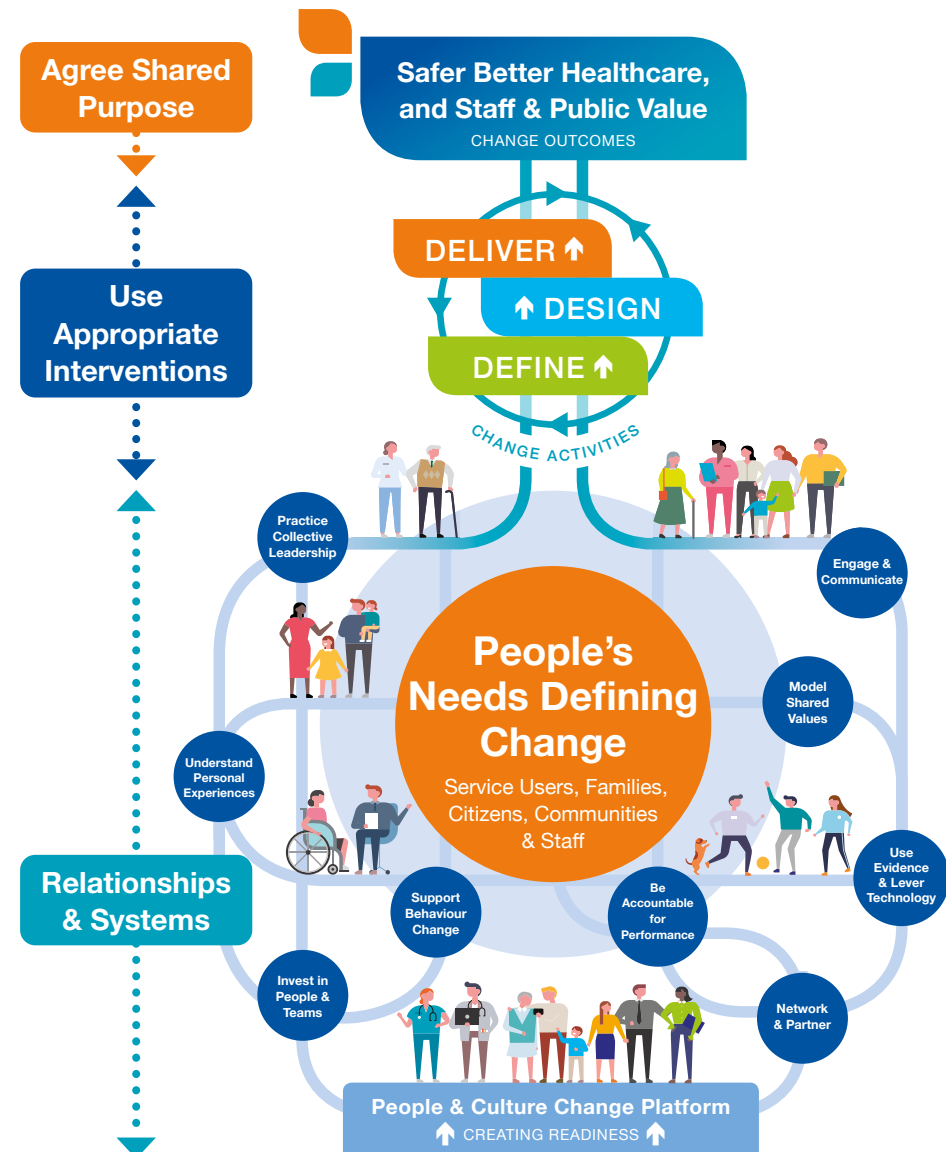 Agree Shared
Purpose
Safer Better Healthcare,
and Staff & Public Value
CHANGE OUTCOMES
DELIVER
DESIGN
DEFINE
CHANGE ACTIVITIES
Use
Appropriate
Interventions
Practice
Collective
Leadership
Engage &
Communicate
People's
Needs Defining
Change
Service Users, Families,
Citizens, Communities
& Staff
Model
Shared
Values
Understand
Personal
Experiences
Use
Evidence
& Lever
Technology
Relationships
& Systems
Support
Behaviour
Change
Be
Accountable
for
Performance
Invest in
People &
Teams
Network
& Partner
People & Culture Change Platform
CREATING READINESS